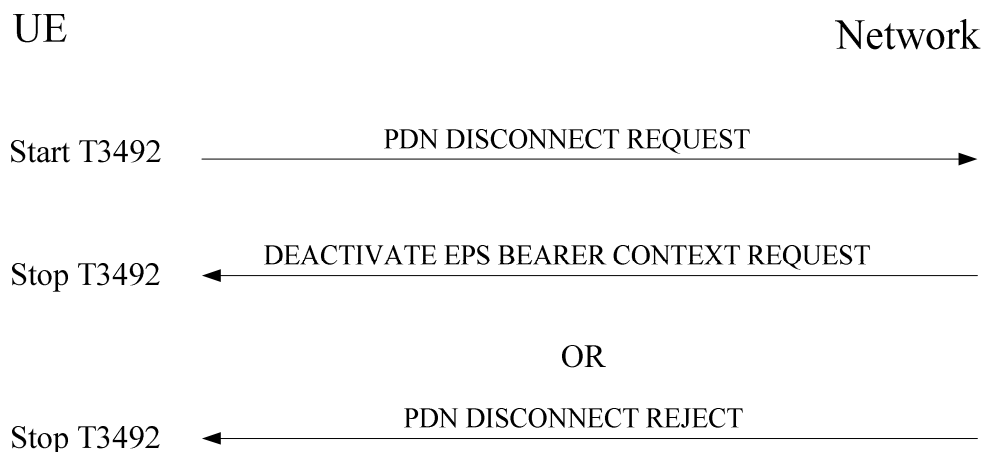 UE
Network
Start T3492
PDN DISCONNECT REQUEST
DEACTIVATE EPS BEARER CONTEXT REQUEST
Stop T3492
OR
PDN DISCONNECT REJECT
Stop T3492